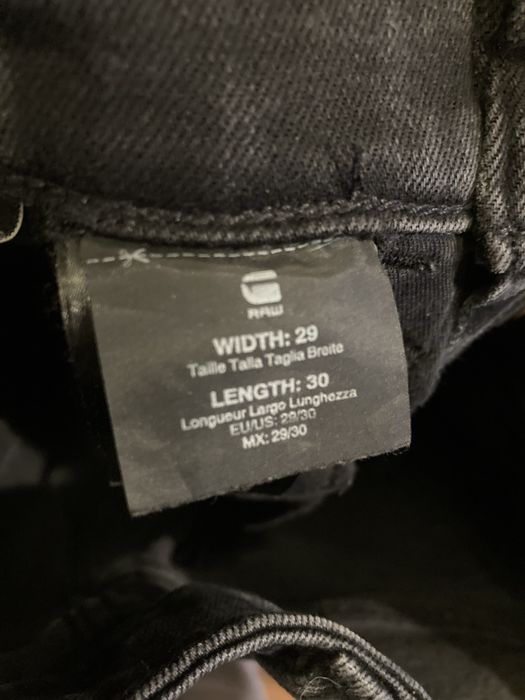 RAW
WIDTH: 29
Taille Talla Taglia Breite
LENGTH: 30
Longueur Largo Lunghezza
EU/US: 29/30
MX: 29/30